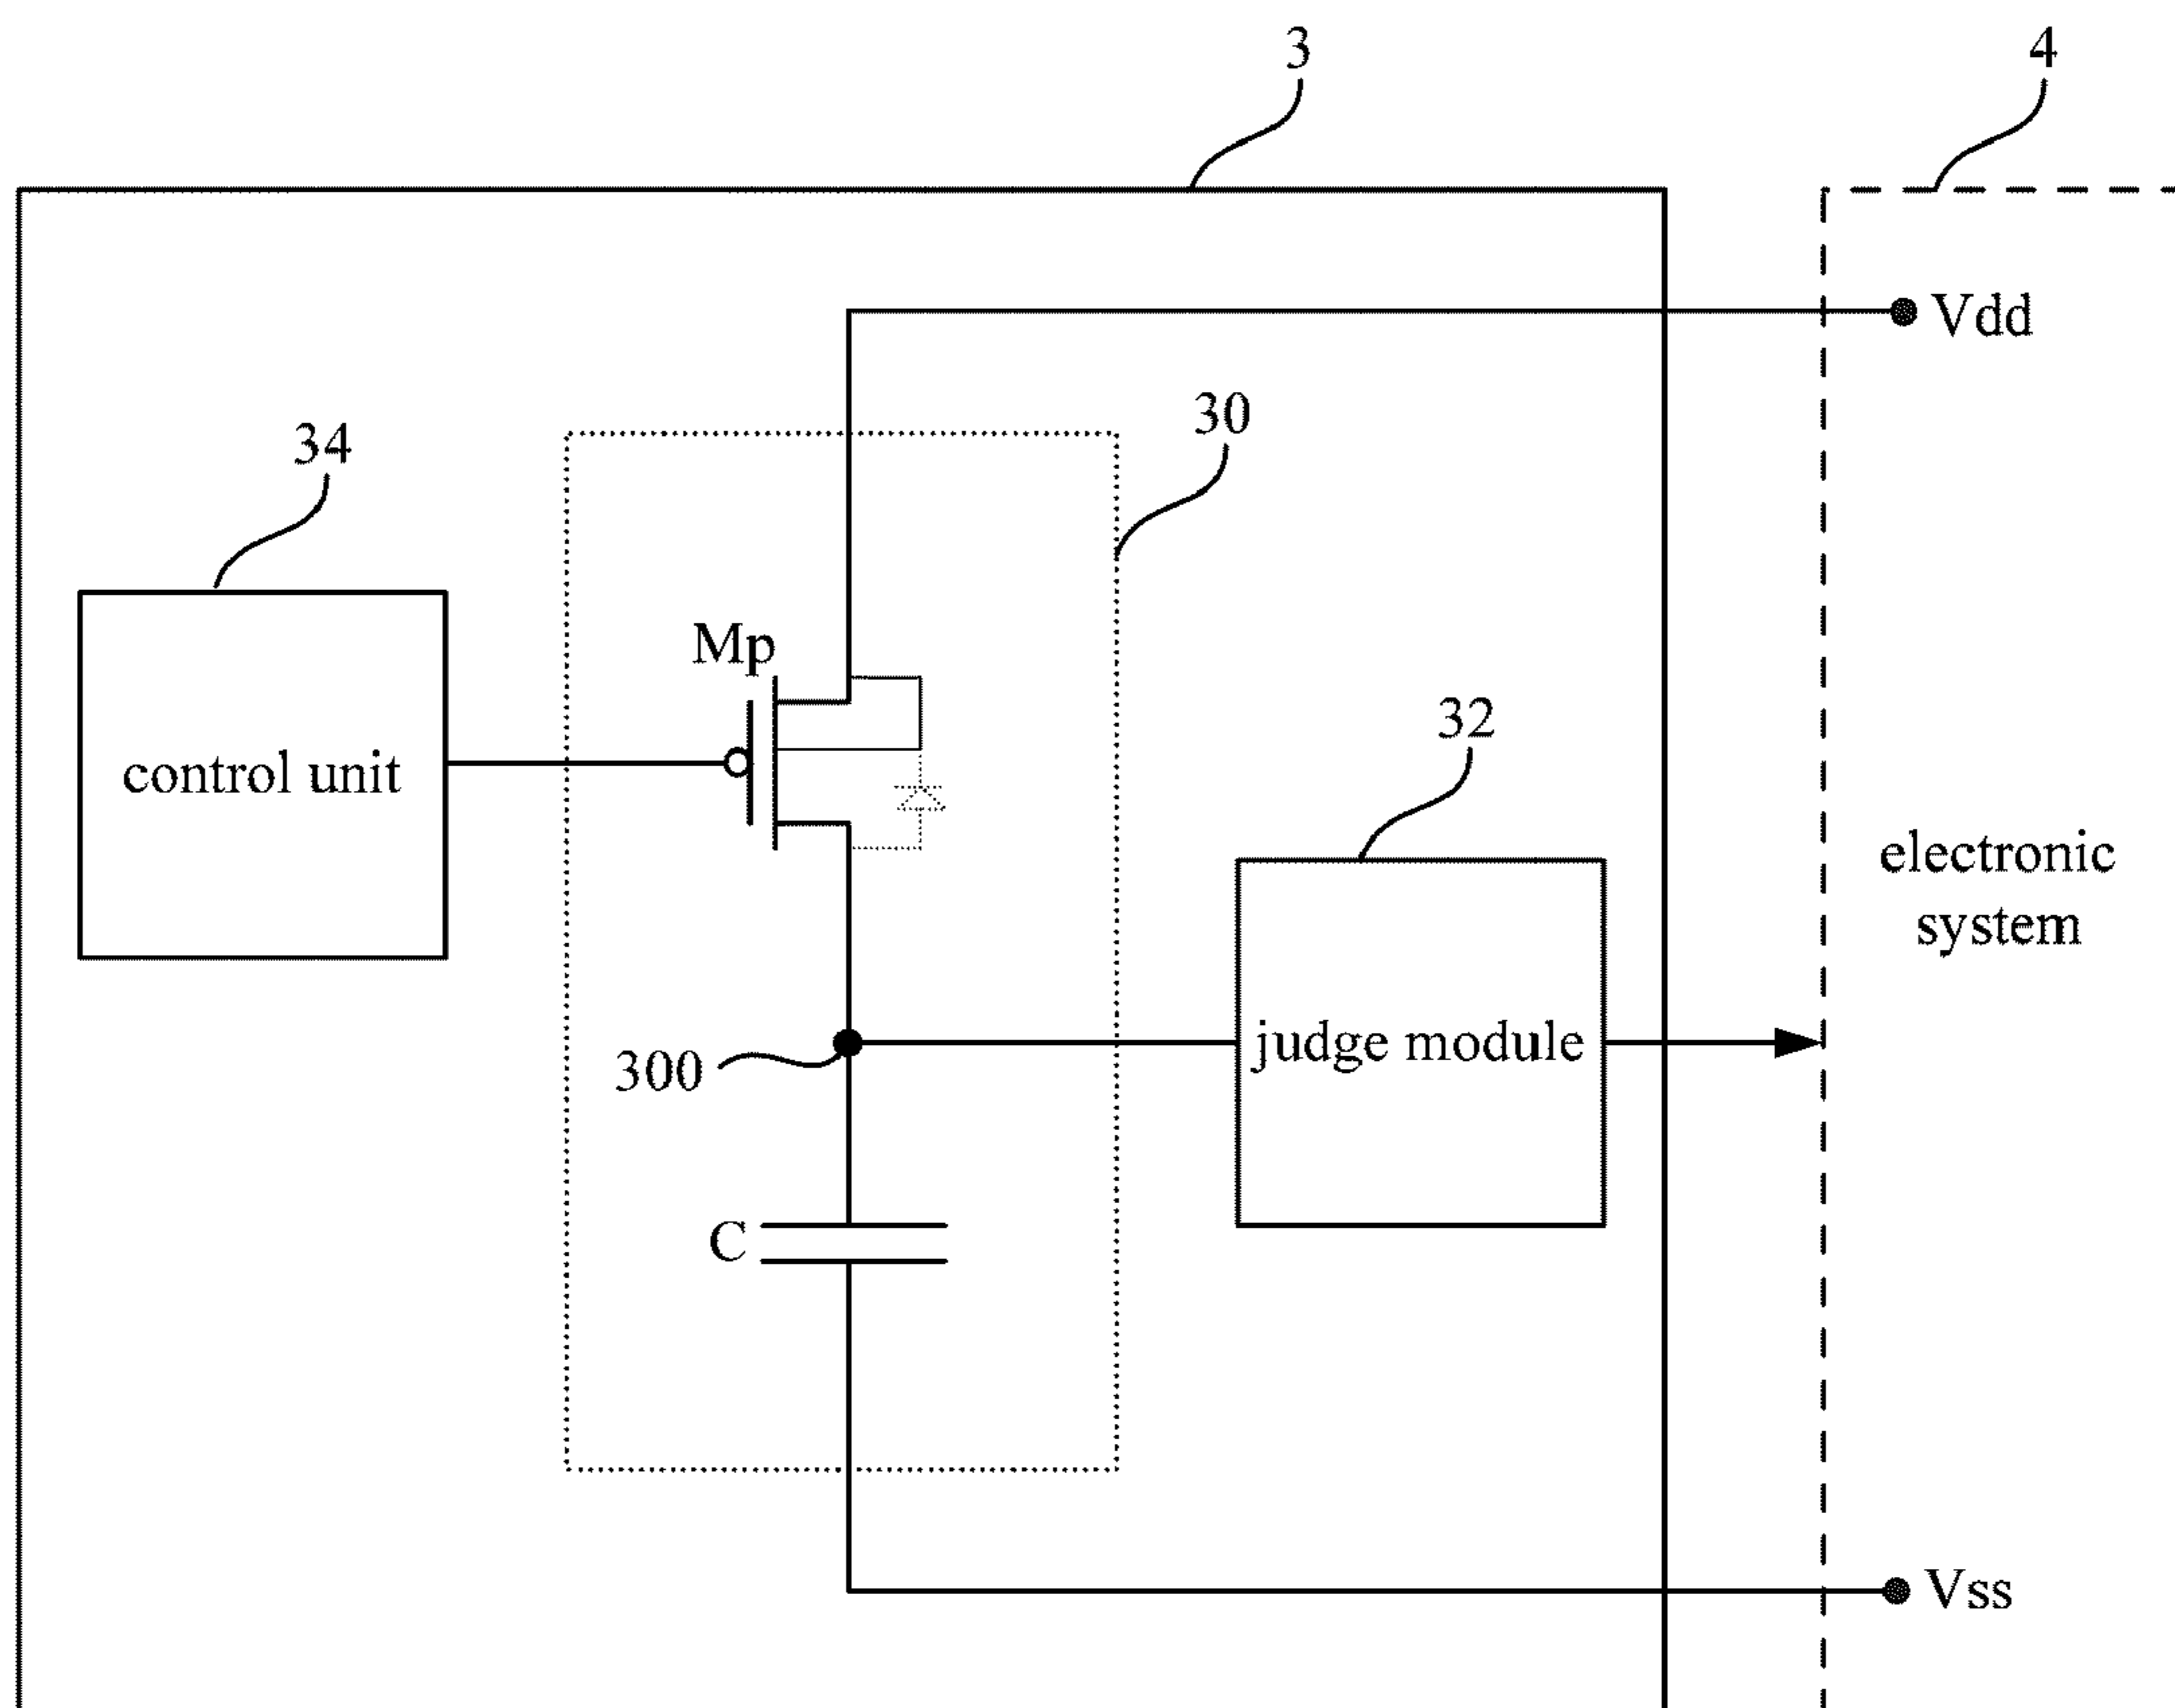 3
4
Vdd
30
34
Mp
32
control unit
electronic
system
judge module
300
C
Vss